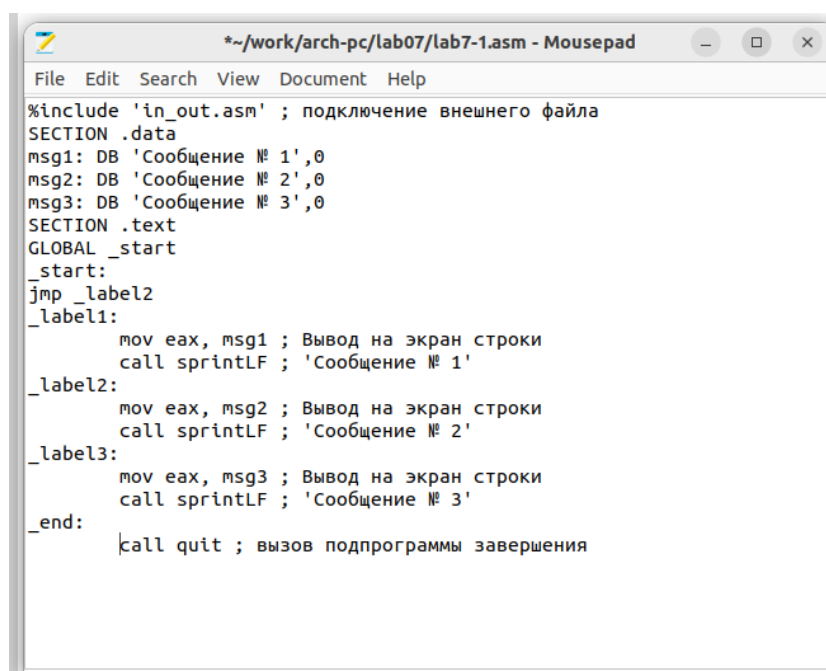 *~/work/arch-pc/lab07/lab7-1.asm - Mousepad
File Edit Search View Document Help
%include 'in_out.asm' ; подключение внешнего файла
SECTION .data
msg1: DB 'Сообщение № 1',0
msg2: DB 'Сообщение № 2',0
msg3: DB 'Сообщение № 3',0
SECTION .text
GLOBAL _start
_start:
jmp _label2
_label1:
        mov eax, msg1 ; Вывод на экран строки
        call sprintLF ; 'Сообщение № 1'
_label2:
        mov eax, msg2 ; Вывод на экран строки
        call sprintLF ; 'Сообщение № 2'
_label3:
        mov eax, msg3 ; Вывод на экран строки
        call sprintLF ; 'Сообщение № 3'
_end:
        call quit ; вызов подпрограммы завершения